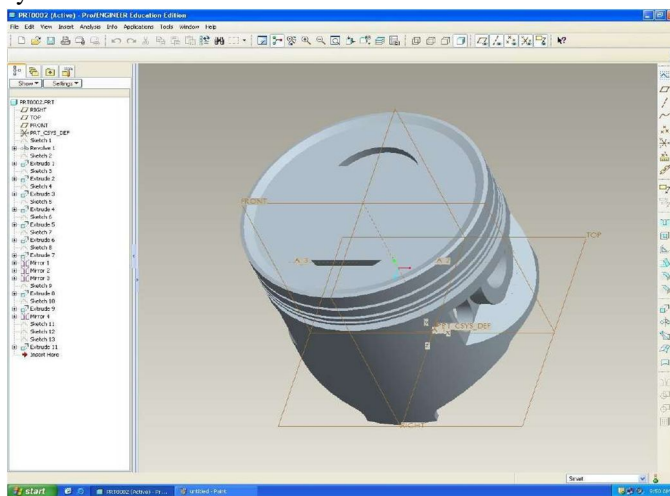 PRT0002 (Active) - Pro/ENGINEER Education Edition
File Edit View Insert Analysis Info Applications Tools Window Help
Show Settings
PRT0002.PRT
RIGHT
TOP
FRONT
PRT_CSYS_DEF
Sketch 1
Revolve 1
Sketch 2
Extrude 1
Sketch 3
Extrude 2
Sketch 4
Extrude 3
Sketch 5
Extrude 4
Sketch 6
Extrude 5
Sketch 7
Extrude 6
Sketch 8
Extrude 7
Mirror 1
Mirror 2
Mirror 3
Sketch 9
Extrude 8
Sketch 10
Extrude 9
Mirror 4
Sketch 11
Sketch 12
Sketch 13
Extrude 11
Insert Here
FRONT
TOP
PRT_CSYS_DEF
RIGHT
Smart
start
PRT0002 (Active) - Pr...
untitled - Paint